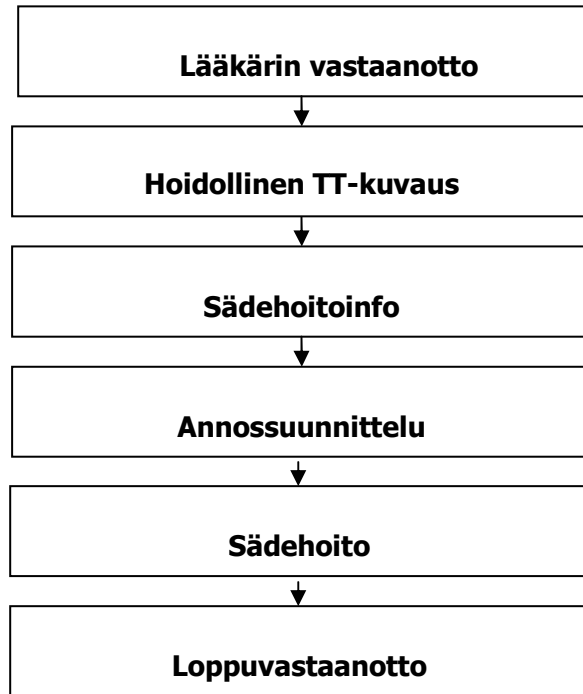 Lääkärin vastaanotto
Hoidollinen TT-kuvaus
Sädehoitoinfo
Annossuunnittelu
Sädehoito
Loppuvastaanotto